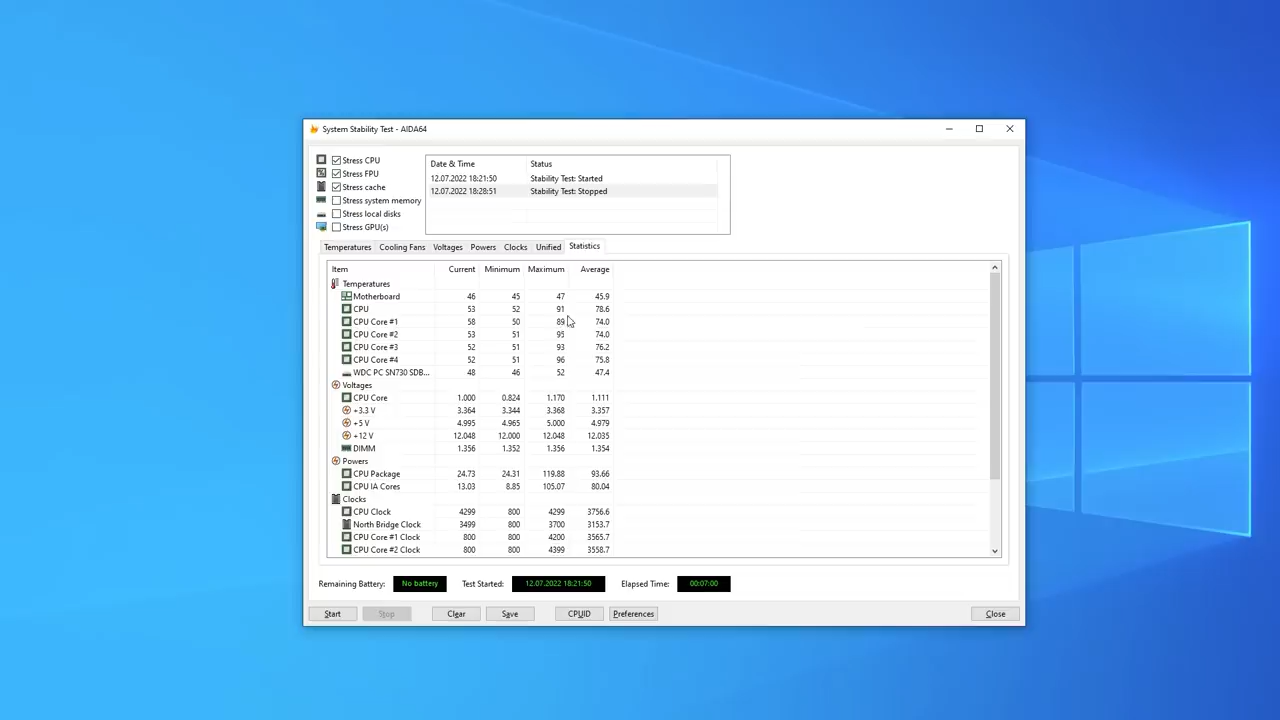 System Stability Test - AIDA64
Stress CPU
Stress FPU
Stress cache
Stress system memory
Stress local disks
Stress GPU(s)
Date & Time Status
12.07.2022 18:21:50 Stability Test: Started
12.07.2022 18:28:51 Stability Test: Stopped
Temperatures Cooling Fans Voltages Powers Clocks Unified Statistics
Item Current Minimum Maximum Average
Temperatures
Motherboard 46 45 47 45.9
CPU 53 52 91 78.6
CPU Core #1 58 50 89 74.0
CPU Core #2 53 51 95 74.0
CPU Core #3 52 51 93 76.2
CPU Core #4 52 51 96 75.8
WDC PC SN730 SDB... 48 46 52 47.4
Voltages
CPU Core 1.000 0.824 1.170 1.111
+3.3 V 3.364 3.344 3.368 3.357
+5 V 4.995 4.965 5.000 4.979
+12 V 12.048 12.000 12.048 12.035
DIMM 1.356 1.352 1.356 1.354
Powers
CPU Package 24.73 24.31 119.88 93.66
CPU IA Cores 13.03 8.85 105.07 80.04
Clocks
CPU Clock 4299 800 4299 3756.6
North Bridge Clock 3499 800 3700 3153.7
CPU Core #1 Clock 800 800 4200 3565.7
CPU Core #2 Clock 800 800 4399 3558.7
Remaining Battery: No battery Test Started: 12.07.2022 18:21:50 Elapsed Time: 00:07:00
Start Stop Clear Save CPUID Preferences Close